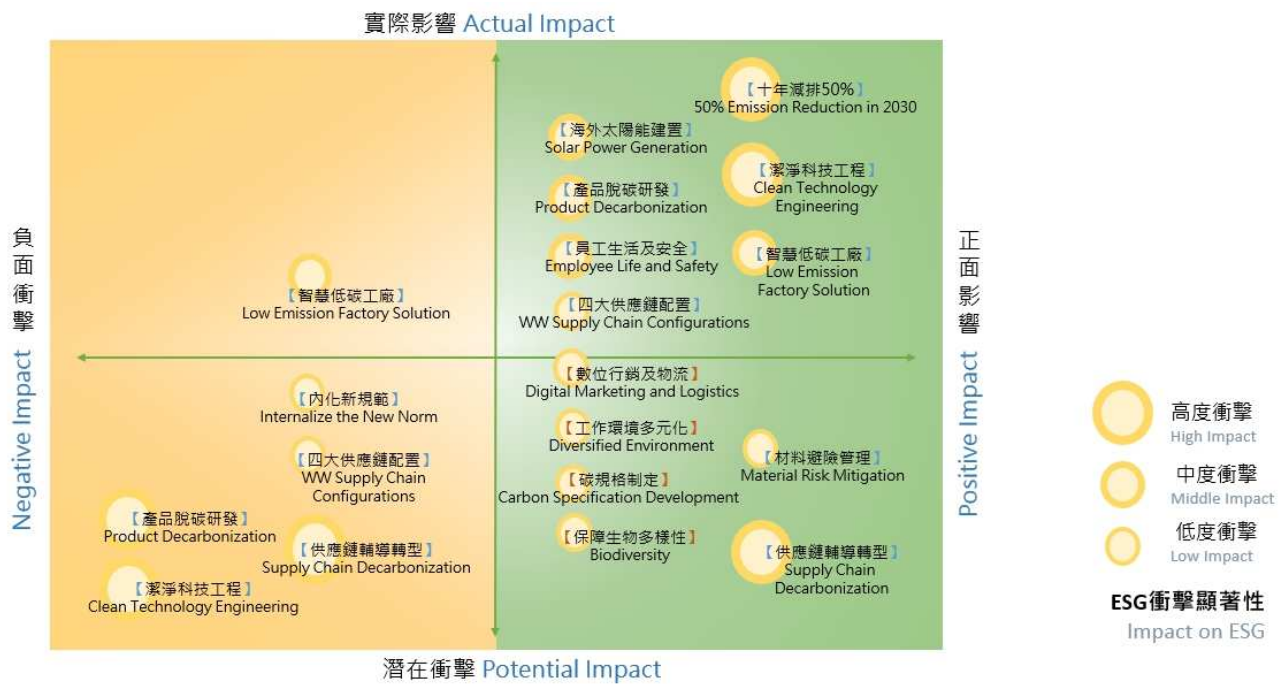 實際影響 Actual Impact
【十年減排50%】
50% Emission Reduction in 2030
【海外太陽能建置】
Solar Power Generation
【潔淨科技工程】
Clean Technology
Engineering
【產品脫碳研發】
Product Decarbonization
【員工生活及安全】
Employee Life and Safety
【智慧低碳工廠】
Low Emission
Factory Solution
【智慧低碳工廠】
Low Emission Factory Solution
【四大供應鏈配置】
WW Supply Chain Configurations
負面衝擊 Negative Impact
正面影響 Positive Impact
【數位行銷及物流】
Digital Marketing and Logistics
【內化新規範】
Internalize the New Norm
【工作環境多元化】
Diversified Environment
【四大供應鏈配置】
WW Supply Chain
Configurations
【材料避險管理】
Material Risk Mitigation
【碳規格制定】
Carbon Specification Development
【產品脫碳研發】
Product Decarbonization
【保障生物多樣性】
Biodiversity
【供應鏈輔導轉型】
Supply Chain Decarbonization
【供應鏈輔導轉型】
Supply Chain
Decarbonization
【潔淨科技工程】
Clean Technology Engineering
潛在衝擊 Potential Impact
高度衝擊
High Impact
中度衝擊
Middle Impact
低度衝擊
Low Impact
ESG衝擊顯著性
Impact on ESG